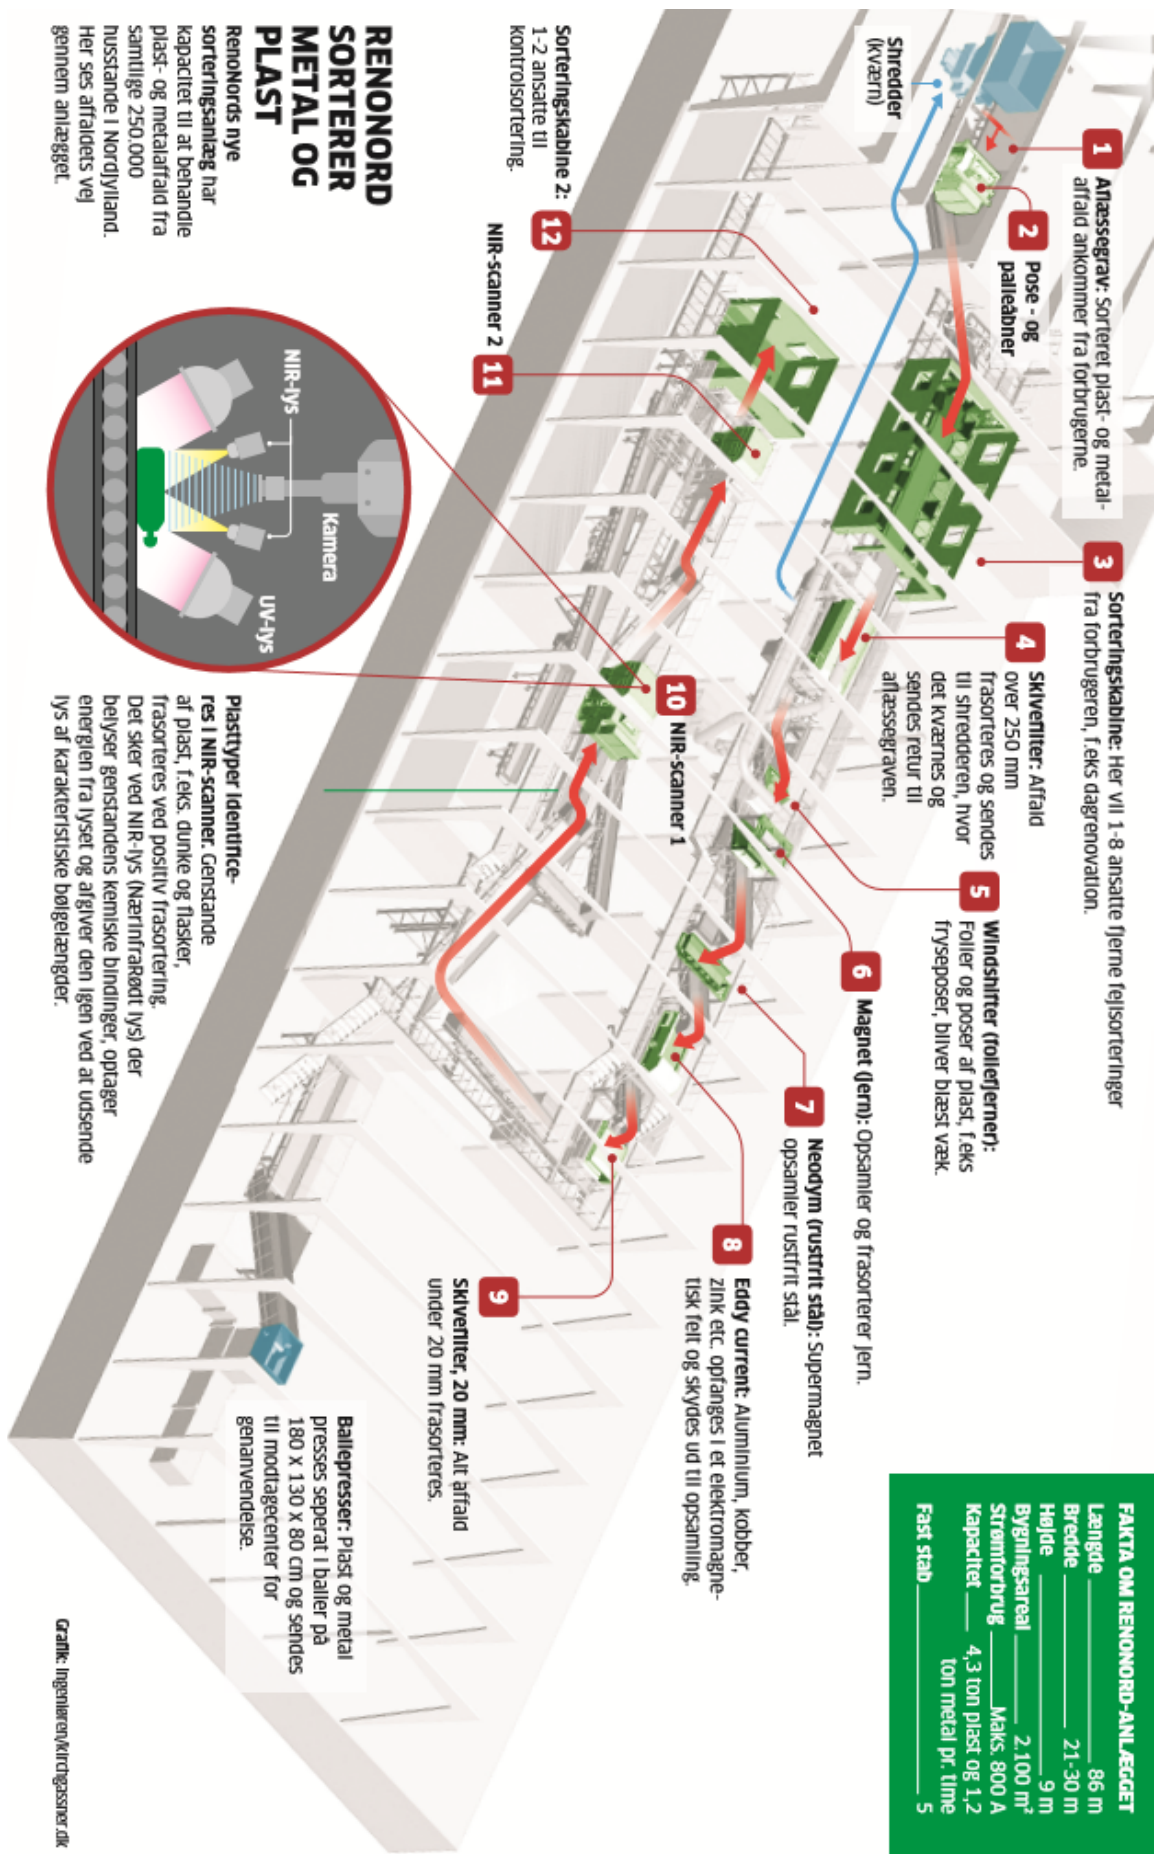 RENONORD
SORTERER
METAL OG
PLAST
RenoNords nye
sorteringsanlæg har
kapacitet til at behandle
plast- og metalaffald fra
samtlige 250.000
husstande i Nordjylland.
Her ses affaldets vej
gennem anlægget.
Shredder
(kværn)
1 Aflæssegrav: Sorteret plast- og metal-
affald ankommer fra forbrugerne.
2 Pose - og
palleåbner
3 Sorteringskabine: Her vil 1-8 ansatte fjerne fejlsorteringer
fra forbrugeren, f.eks dagrenovation.
4 Skivefilter: Affald
over 250 mm
frasorteres og sendes
til shredderen, hvor
det kværnes og
sendes retur til
aflæssegraven.
5 Windshifter (foliefjerner):
Folier og poser af plast, f.eks
fryseposer, bliver blæst væk.
6 Magnet (jern): Opsamler og frasorterer jern.
7 Neodym (rustfrit stål): Supermagnet
opsamler rustfrit stål.
8 Eddy current: Aluminium, kobber,
zink etc. opfanges i et elektromagne-
tisk felt og skydes ud til opsamling.
9
Skivefilter, 20 mm: Alt affald
under 20 mm frasorteres.
10 NIR-scanner 1
NIR-scanner 2 11
Sorteringskabine 2: 12
1-2 ansatte til
kontrolsortering.
NIR-lys
Kamera
UV-lys
Plasttyper identifice-
res i NIR-scanner. Genstande
af plast, f.eks. dunke og flasker,
frasorteres ved positiv frasortering.
Det sker ved NIR-lys (NærInfraRødt lys) der
belyser genstandens kemiske bindinger, optager
energien fra lyset og afgiver den igen ved at udsende
lys af karakteristiske bølgelængder.
Ballepresser: Plast og metal
presses seperat i baller på
180 x 130 x 80 cm og sendes
til modtagecenter for
genanvendelse.
FAKTA OM RENONORD-ANLÆGGET
Længde 86 m
Bredde 21-30 m
Højde 9 m
Bygningsareal 2.100 m²
Strømforbrug Maks. 800 A
Kapacitet 4,3 ton plast og 1,2
ton metal pr. time
Fast stab 5
Grafik: Ingeniøren/kirchgassner.dk